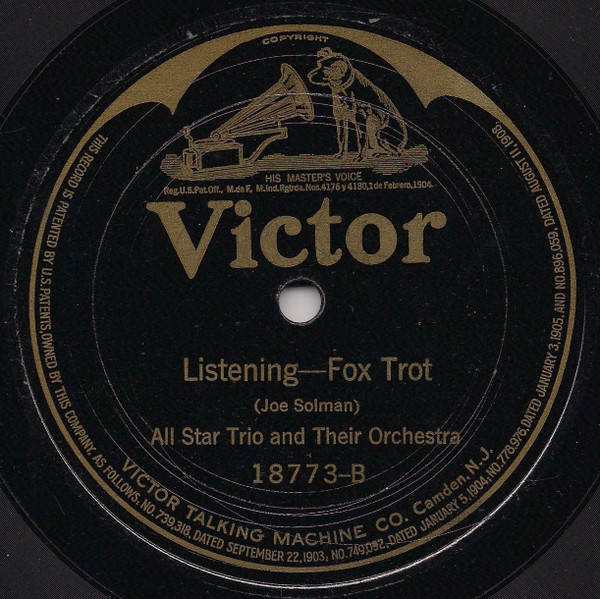 COPYRIGHT
HIS MASTER'S VOICE
Reg.U.S.Pat.Off., M.de F., M.Ind.Rgtrda.Nos.4176 y 4180,1 de Febrero,1904.
Victor
Listening—Fox Trot
(Joe Solman)
All Star Trio and Their Orchestra
18773-B
THIS RECORD IS PATENTED BY U.S. PATENTS, OWNED BY THIS COMPANY, AS FOLLOWS, NO. 739,318, DATED SEPTEMBER 22, 1903; NO. 749,092, DATED JANUARY 5, 1904; NO. 778,976, DATED JANUARY 3, 1905, AND NO. 896,059, DATED AUGUST 11, 1908.
VICTOR TALKING MACHINE CO. Camden N.J.